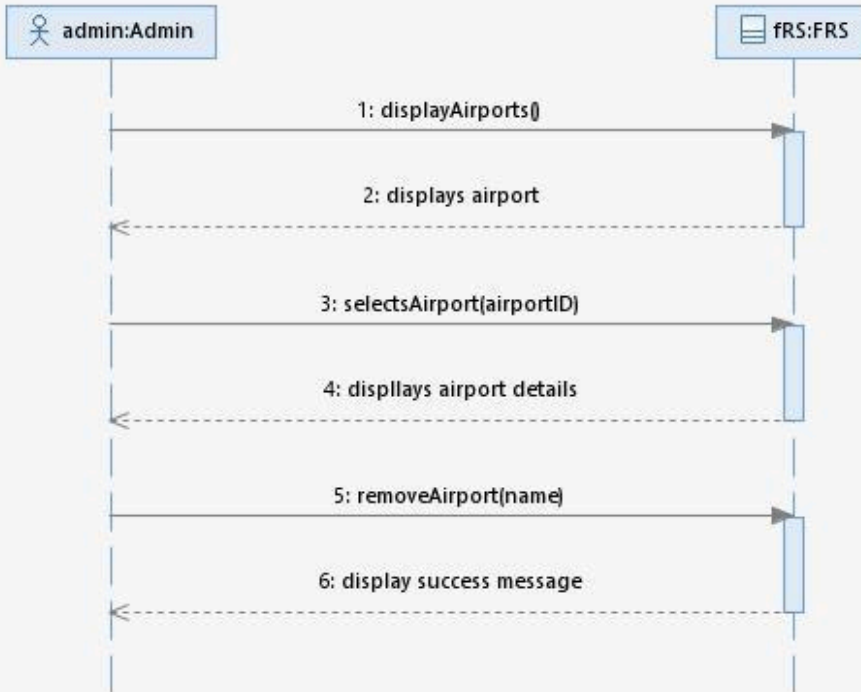 admin:Admin
fRS:FRS
1: displayAirports()
2: displays airport
3: selectsAirport(airportID)
4: displlays airport details
5: removeAirport(name)
6: display success message